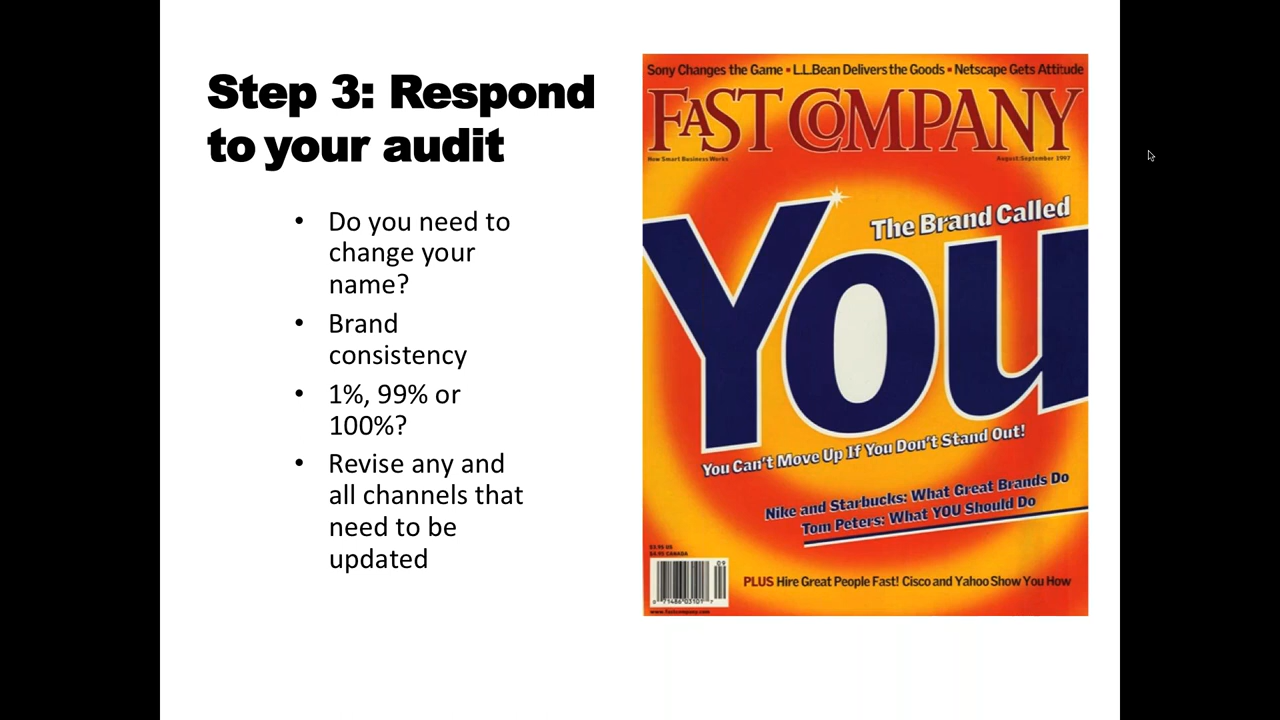 Step 3: Respond
to your audit
• Do you need to
change your
name?
• Brand
consistency
• 1%, 99% or
100%?
• Revise any and
all channels that
need to be
updated
Sony Changes the Game • L.L.Bean Delivers the Goods • Netscape Gets Attitude
FAST COMPANY
How Smart Business Works
August:September 1997
The Brand Called
You
You Can't Move Up If You Don't Stand Out!
Nike and Starbucks: What Great Brands Do
Tom Peters: What YOU Should Do
$3.95 US
$4.95 CANADA
09
PLUS Hire Great People Fast! Cisco and Yahoo Show You How
www.fastcompany.com